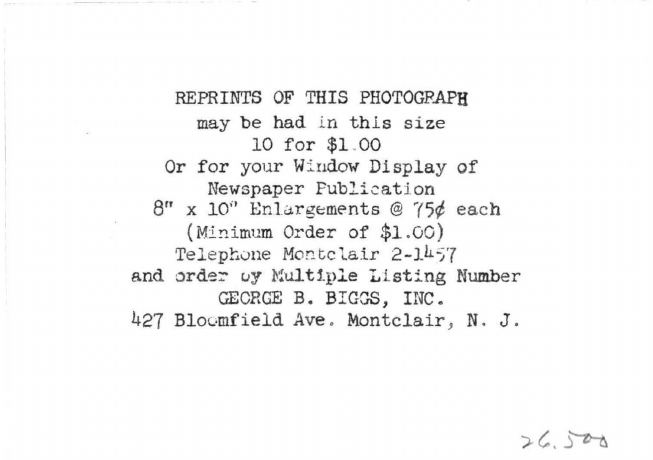 REPRINTS OF THIS PHOTOGRAPH
may be had in this size
10 for $1.00
Or for your Window Display of
Newspaper Publication
8" x 10" Enlargements @ 75¢ each
(Minimum Order of $1.00)
Telephone Montclair 2-1457
and order by Multiple Listing Number
GEORGE B. BIGGS, INC.
427 Bloomfield Ave. Montclair, N. J.
26.500